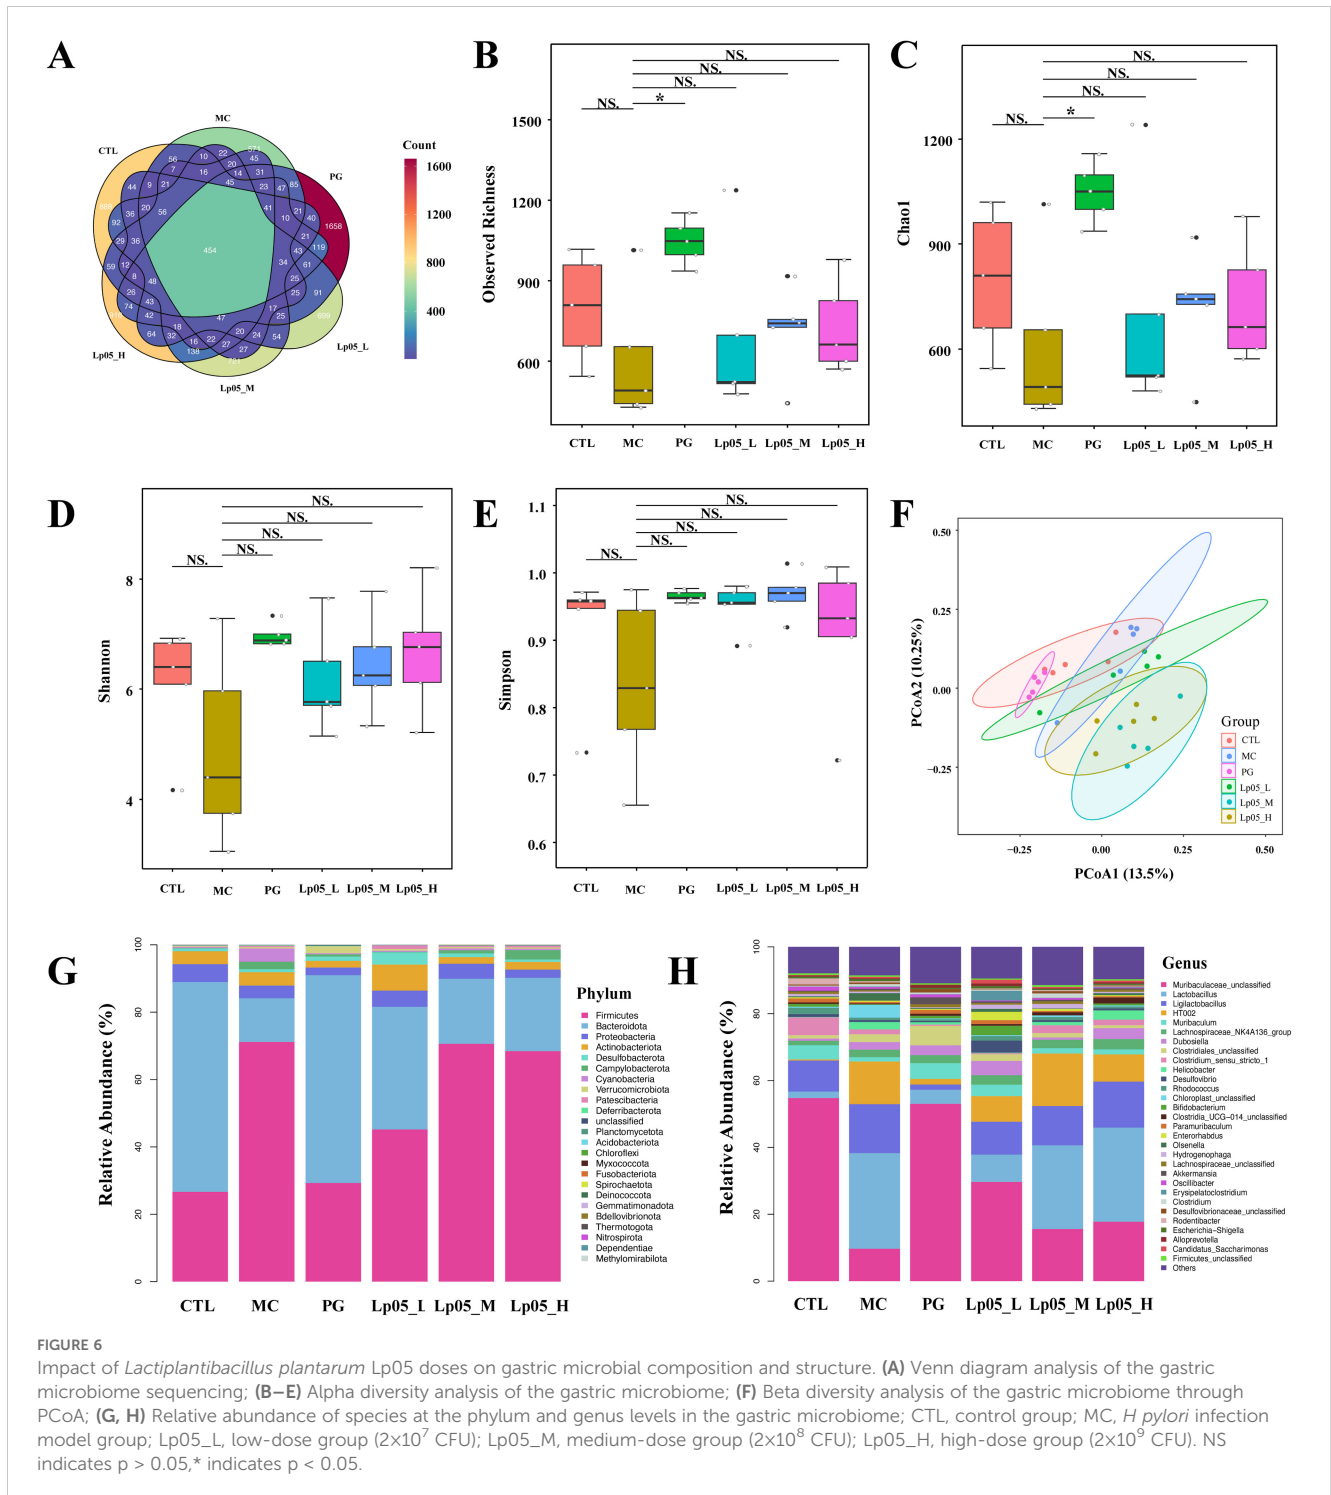 A
MC
CTL
PG
Lp05_H
Lp05_L
Lp05_M
454
1658
119
91
138
Count
1600
1200
800
400
B
NS.
NS.
NS.
NS.
*
Observed Richness
1500
1200
900
600
CTL MC PG Lp05_L Lp05_M Lp05_H
C
NS.
NS.
NS.
NS.
*
Chao1
1200
900
600
CTL MC PG Lp05_L Lp05_M Lp05_H
D
NS.
NS.
NS.
NS.
NS.
Shannon
8
6
4
CTL MC PG Lp05_L Lp05_M Lp05_H
E
NS.
NS.
NS.
NS.
NS.
Simpson
1.1
1.0
0.9
0.8
0.7
0.6
CTL MC PG Lp05_L Lp05_M Lp05_H
F
PCoA2 (10.25%)
0.50
0.25
0.00
−0.25
−0.25 0.00 0.25 0.50
PCoA1 (13.5%)
Group
CTL
MC
PG
Lp05_L
Lp05_M
Lp05_H
G
Relative Abundance (%)
100
80
60
40
20
0
CTL MC PG Lp05_L Lp05_M Lp05_H
Phylum
Firmicutes
Bacteroidota
Proteobacteria
Actinobacteriota
Desulfobacterota
Campylobacterota
Cyanobacteria
Verrucomicrobiota
Patescibacteria
Deferribacterota
unclassified
Planctomycetota
Acidobacteriota
Chloroflexi
Myxococcota
Fusobacteriota
Spirochaetota
Deinococcota
Gemmatimonadota
Bdellovibrionota
Thermotogota
Nitrospirota
Dependentiae
Methylomirabilota
H
Relative Abundance (%)
100
80
60
40
20
0
CTL MC PG Lp05_L Lp05_M Lp05_H
Genus
Muribaculaceae_unclassified
Lactobacillus
Ligilactobacillus
HT002
Muribaculum
Lachnospiraceae_NK4A136_group
Dubosiella
Clostridiales_unclassified
Clostridium_sensu_stricto_1
Helicobacter
Desulfovibrio
Rhodococcus
Chloroplast_unclassified
Bifidobacterium
Clostridia_UCG−014_unclassified
Paramuribaculum
Enterorhabdus
Olsenella
Hydrogenophaga
Lachnospiraceae_unclassified
Akkermansia
Oscillibacter
Erysipelatoclostridium
Clostridium
Desulfovibrionaceae_unclassified
Rodentibacter
Escherichia−Shigella
Alloprevotella
Candidatus_Saccharimonas
Firmicutes_unclassified
Others
FIGURE 6
Impact of Lactiplantibacillus plantarum Lp05 doses on gastric microbial composition and structure. (A) Venn diagram analysis of the gastric
microbiome sequencing; (B–E) Alpha diversity analysis of the gastric microbiome; (F) Beta diversity analysis of the gastric microbiome through
PCoA; (G, H) Relative abundance of species at the phylum and genus levels in the gastric microbiome; CTL, control group; MC, H pylori infection
model group; Lp05_L, low-dose group (2×10⁷ CFU); Lp05_M, medium-dose group (2×10⁸ CFU); Lp05_H, high-dose group (2×10⁹ CFU). NS
indicates p > 0.05,* indicates p < 0.05.